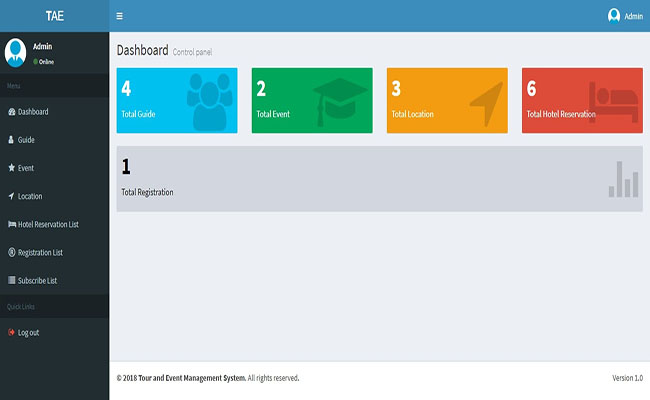 TAE
Admin
Admin
Online
Menu
Dashboard
Guide
Event
Location
Hotel Reservation List
Registration List
Subscribe List
Quick Links
Log out
Dashboard Control panel
4
Total Guide
2
Total Event
3
Total Location
6
Total Hotel Reservation
1
Total Registration
© 2018 Tour and Event Management System. All rights reserved.
Version 1.0